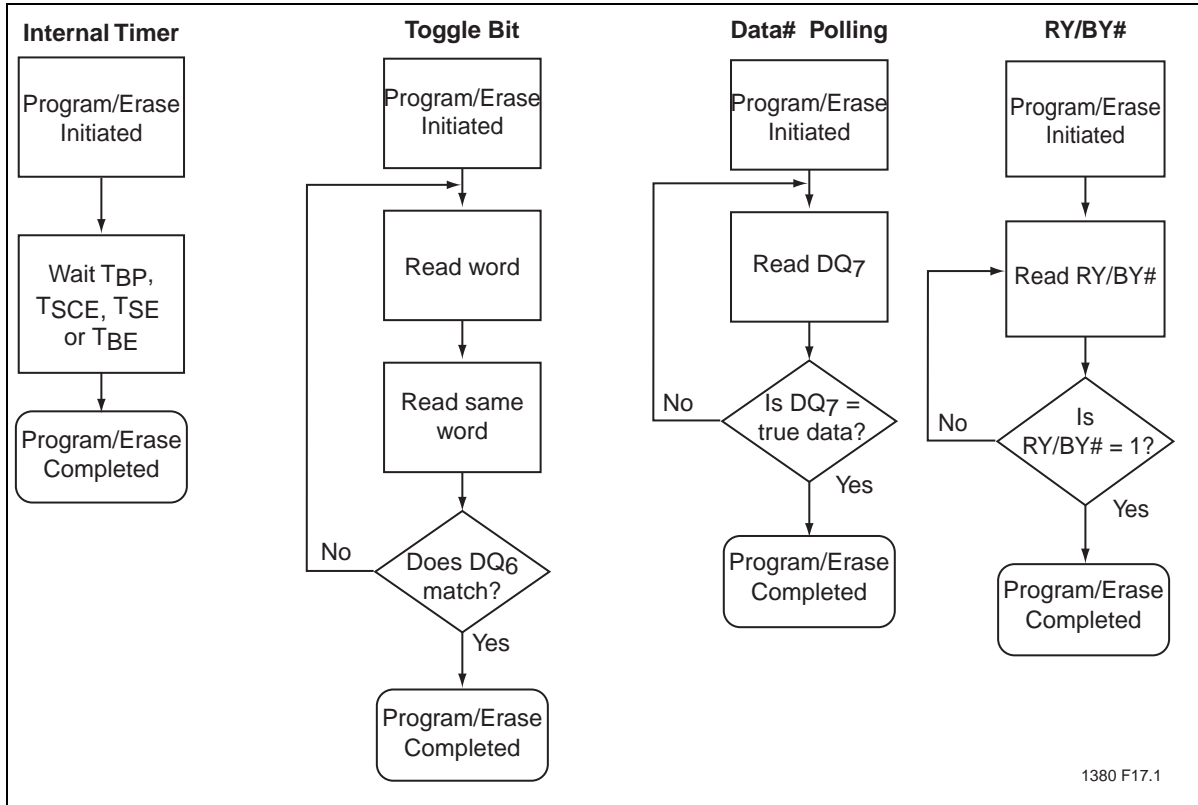 Internal Timer
Program/Erase
Initiated
Wait TBP,
TSCE, TSE
or TBE
Program/Erase
Completed
Toggle Bit
Program/Erase
Initiated
Read word
Read same
word
No
Does DQ6
match?
Yes
Program/Erase
Completed
Data# Polling
Program/Erase
Initiated
Read DQ7
No
Is DQ7 =
true data?
Yes
Program/Erase
Completed
RY/BY#
Program/Erase
Initiated
Read RY/BY#
No
Is
RY/BY# = 1?
Yes
Program/Erase
Completed
1380 F17.1